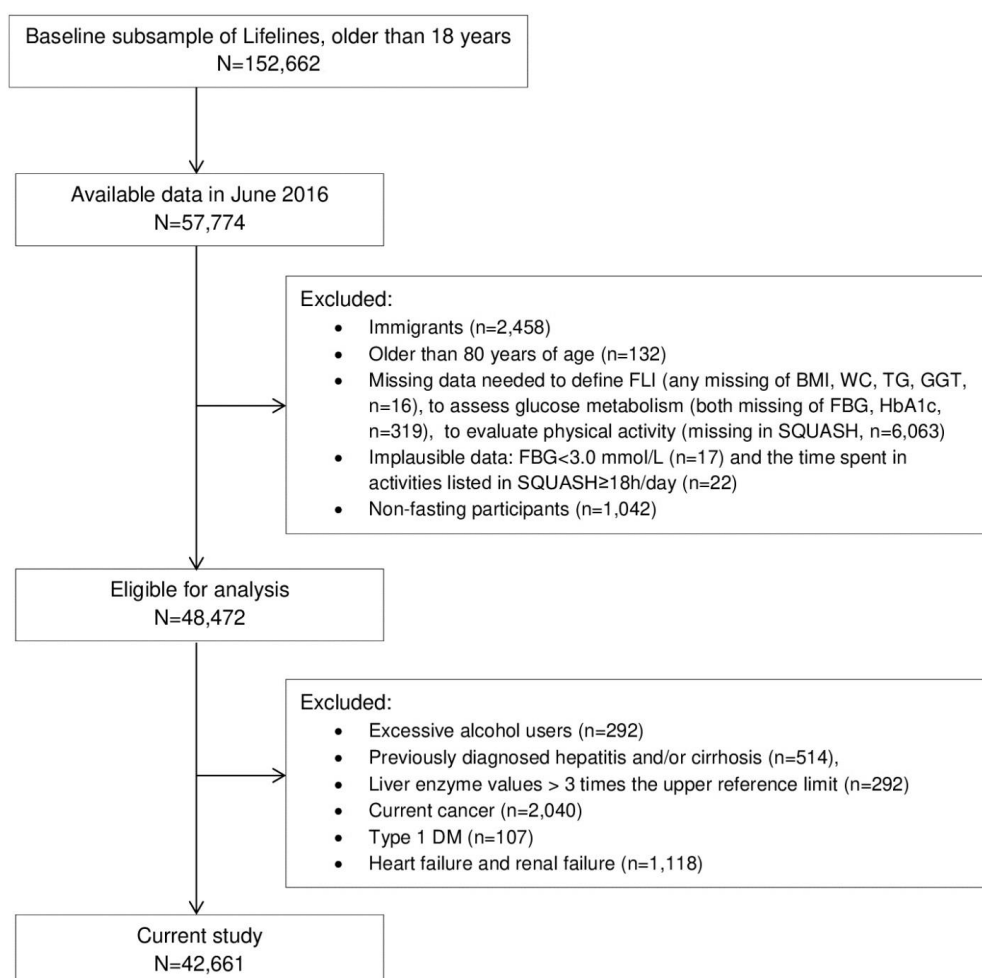 Baseline subsample of Lifelines, older than 18 years
N=152,662
Available data in June 2016
N=57,774
Excluded:
• Immigrants (n=2,458)
• Older than 80 years of age (n=132)
• Missing data needed to define FLI (any missing of BMI, WC, TG, GGT,
n=16), to assess glucose metabolism (both missing of FBG, HbA1c,
n=319), to evaluate physical activity (missing in SQUASH, n=6,063)
• Implausible data: FBG<3.0 mmol/L (n=17) and the time spent in
activities listed in SQUASH≥18h/day (n=22)
• Non-fasting participants (n=1,042)
Eligible for analysis
N=48,472
Excluded:
• Excessive alcohol users (n=292)
• Previously diagnosed hepatitis and/or cirrhosis (n=514),
• Liver enzyme values > 3 times the upper reference limit (n=292)
• Current cancer (n=2,040)
• Type 1 DM (n=107)
• Heart failure and renal failure (n=1,118)
Current study
N=42,661